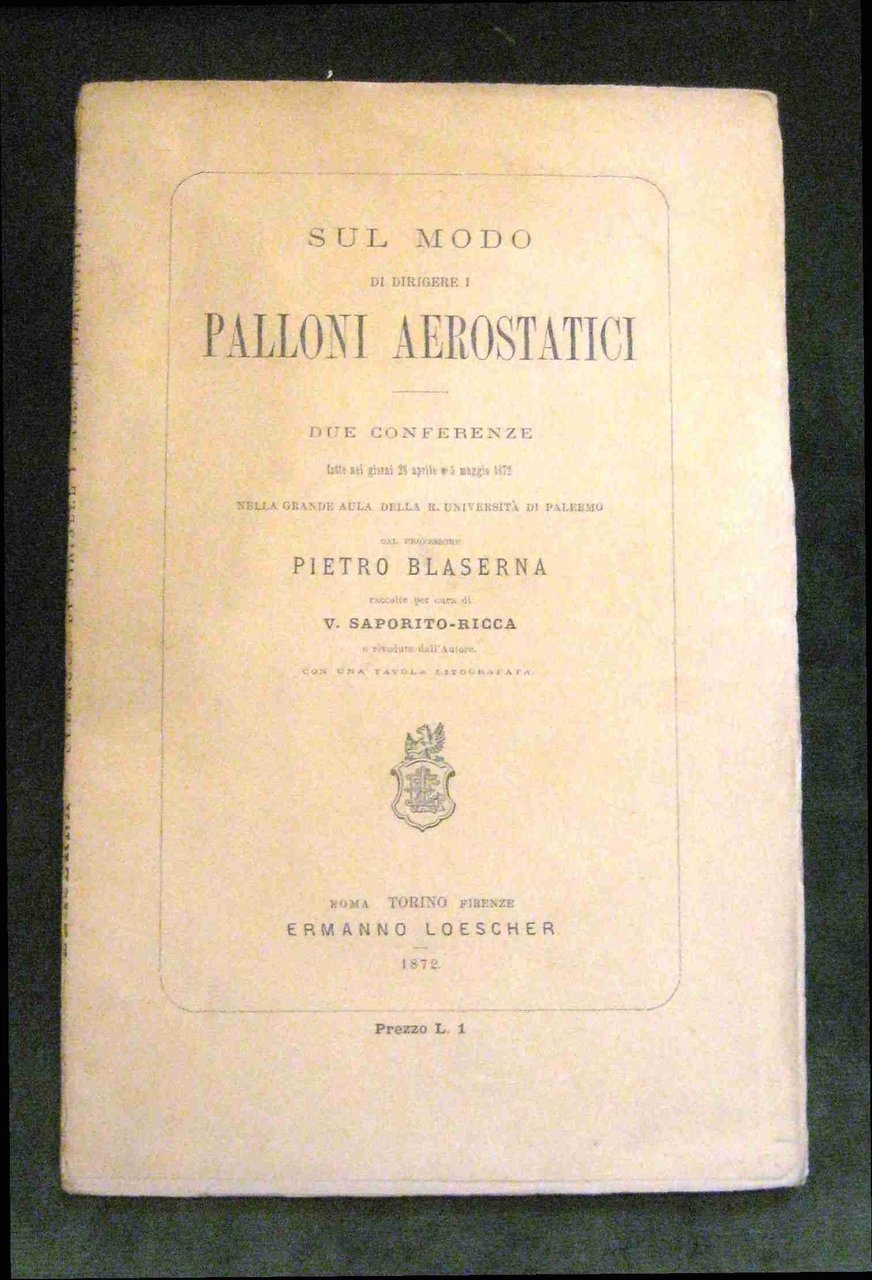 SUL MODO
DI DIRIGERE I
PALLONI AEROSTATICI
DUE CONFERENZE
fatte nei giorni 28 aprile e 5 maggio 1872
NELLA GRANDE AULA DELLA R. UNIVERSITÀ DI PALERMO
DAL PROFESSORE
PIETRO BLASERNA
raccolte per cura di
V. SAPORITO-RICCA
e rivedute dall'Autore.
CON UNA TAVOLA LITOGRAFATA.
ROMA TORINO FIRENZE
ERMANNO LOESCHER
1872
Prezzo L. 1